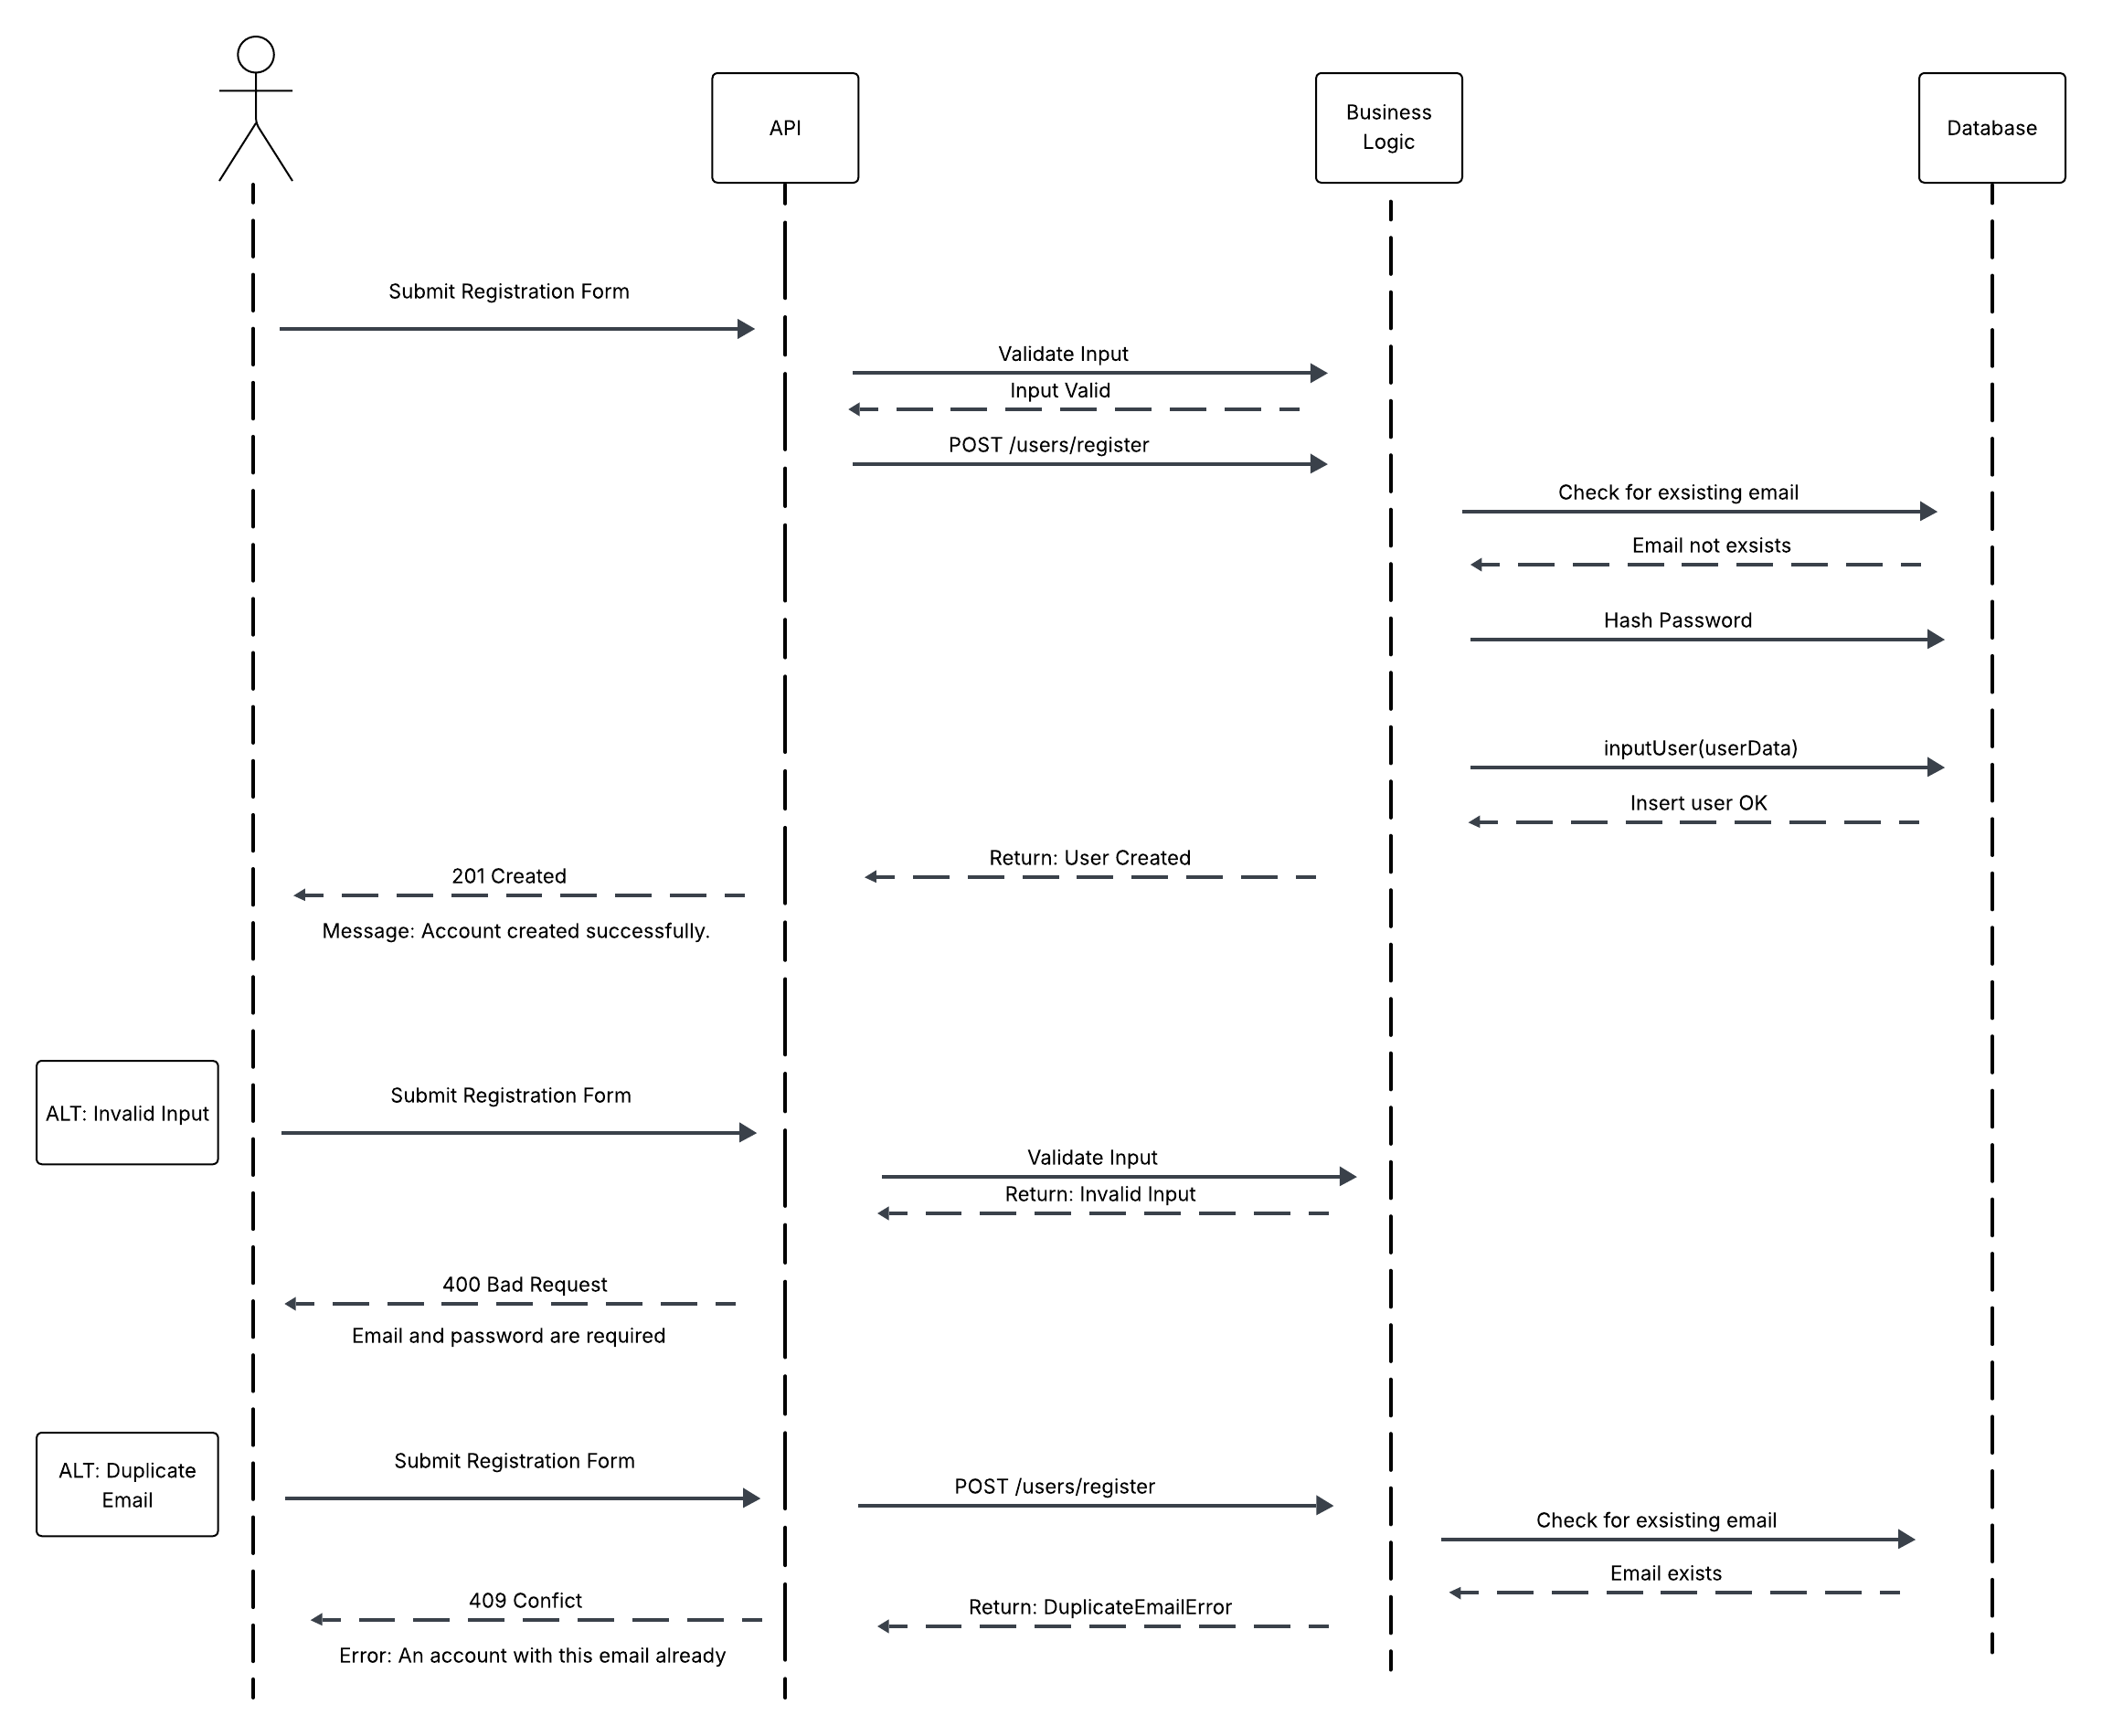 API
Business
Logic
Database
Submit Registration Form
Validate Input
Input Valid
POST /users/register
Check for exsisting email
Email not exsists
Hash Password
inputUser(userData)
Insert user OK
Return: User Created
201 Created
Message: Account created successfully.
ALT: Invalid Input
Submit Registration Form
Validate Input
Return: Invalid Input
400 Bad Request
Email and password are required
ALT: Duplicate
Email
Submit Registration Form
POST /users/register
Check for exsisting email
Email exists
Return: DuplicateEmailError
409 Confict
Error: An account with this email already